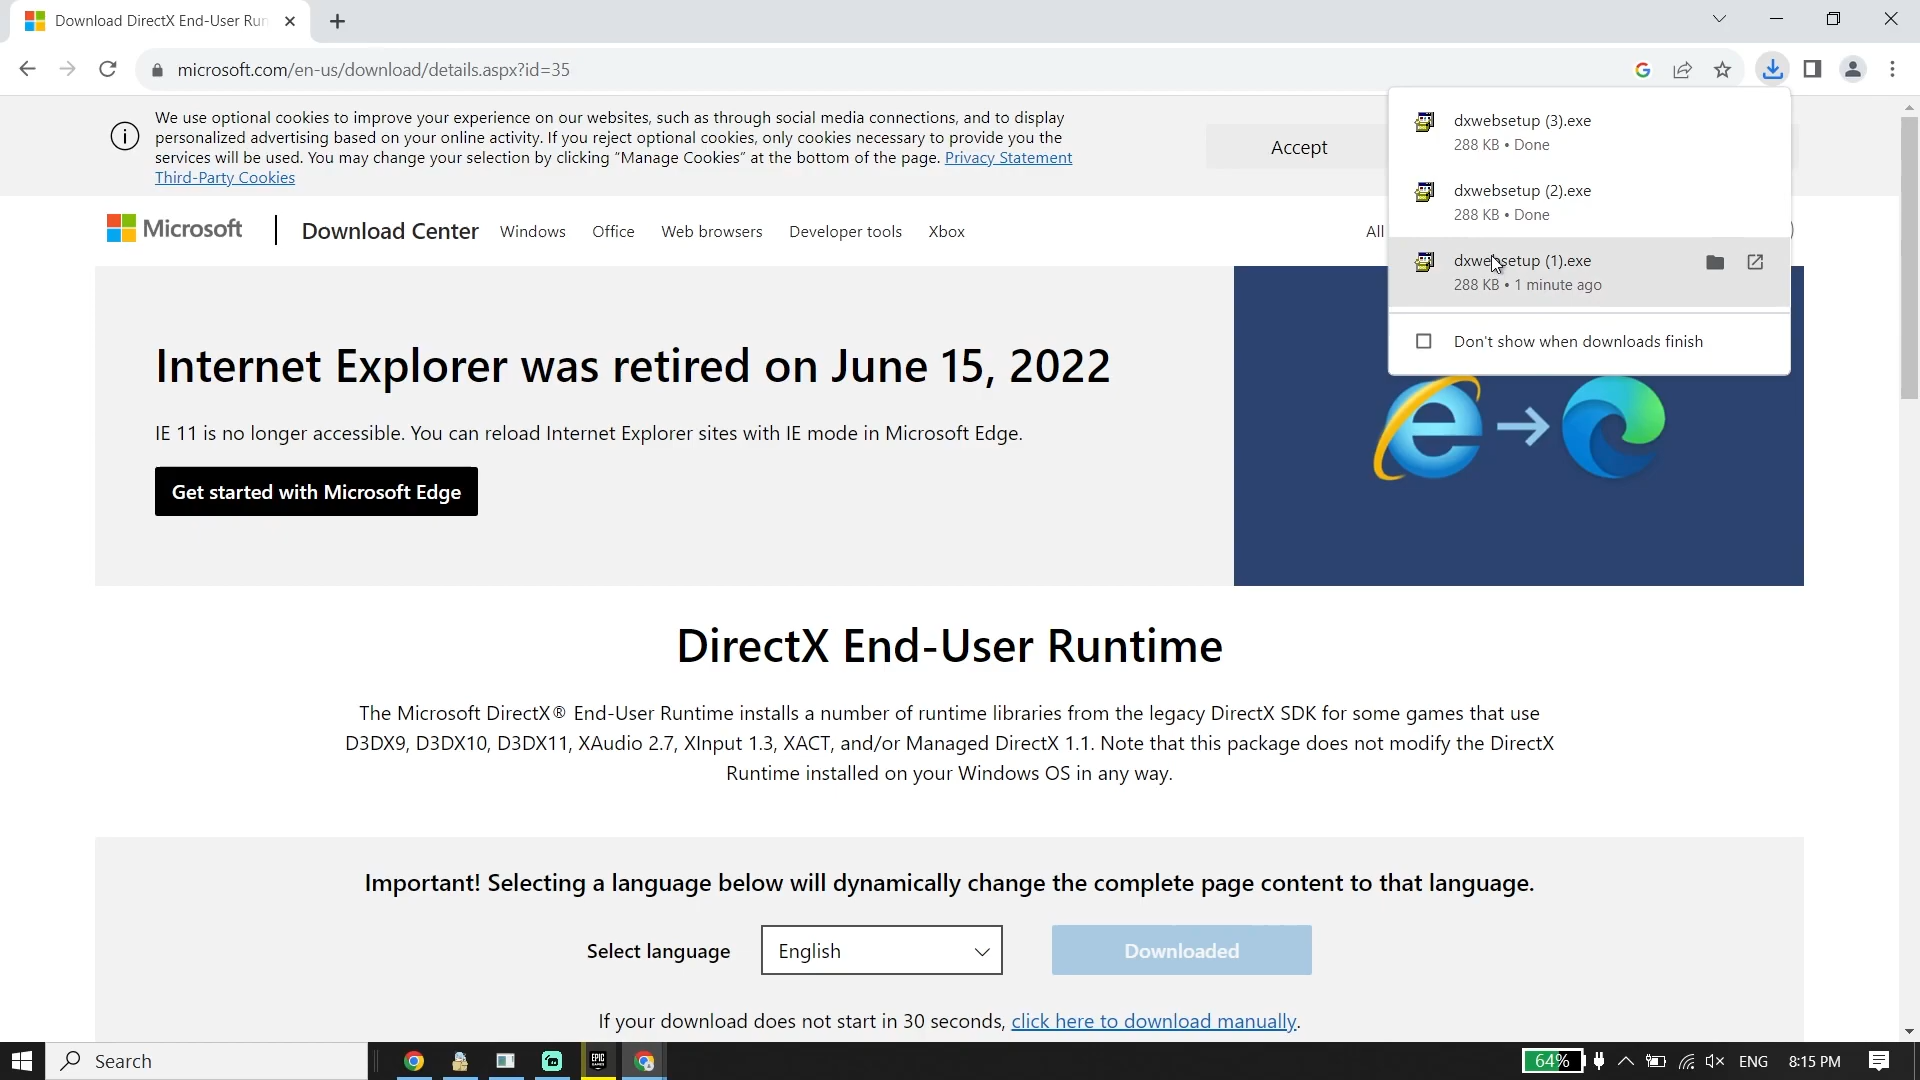 Download DirectX End-User Run
microsoft.com/en-us/download/details.aspx?id=35
We use optional cookies to improve your experience on our websites, such as through social media connections, and to display
personalized advertising based on your online activity. If you reject optional cookies, only cookies necessary to provide you the
services will be used. You may change your selection by clicking “Manage Cookies” at the bottom of the page. Privacy Statement
Third-Party Cookies
Accept
dxwebsetup (3).exe
288 KB • Done
dxwebsetup (2).exe
288 KB • Done
dxwebsetup (1).exe
288 KB • 1 minute ago
Don't show when downloads finish
Microsoft
Download Center Windows Office Web browsers Developer tools Xbox All
Internet Explorer was retired on June 15, 2022
IE 11 is no longer accessible. You can reload Internet Explorer sites with IE mode in Microsoft Edge.
Get started with Microsoft Edge
DirectX End-User Runtime
The Microsoft DirectX® End-User Runtime installs a number of runtime libraries from the legacy DirectX SDK for some games that use
D3DX9, D3DX10, D3DX11, XAudio 2.7, XInput 1.3, XACT, and/or Managed DirectX 1.1. Note that this package does not modify the DirectX
Runtime installed on your Windows OS in any way.
Important! Selecting a language below will dynamically change the complete page content to that language.
Select language English Downloaded
If your download does not start in 30 seconds, click here to download manually.
Search EPIC GAMES 64% ENG 8:15 PM